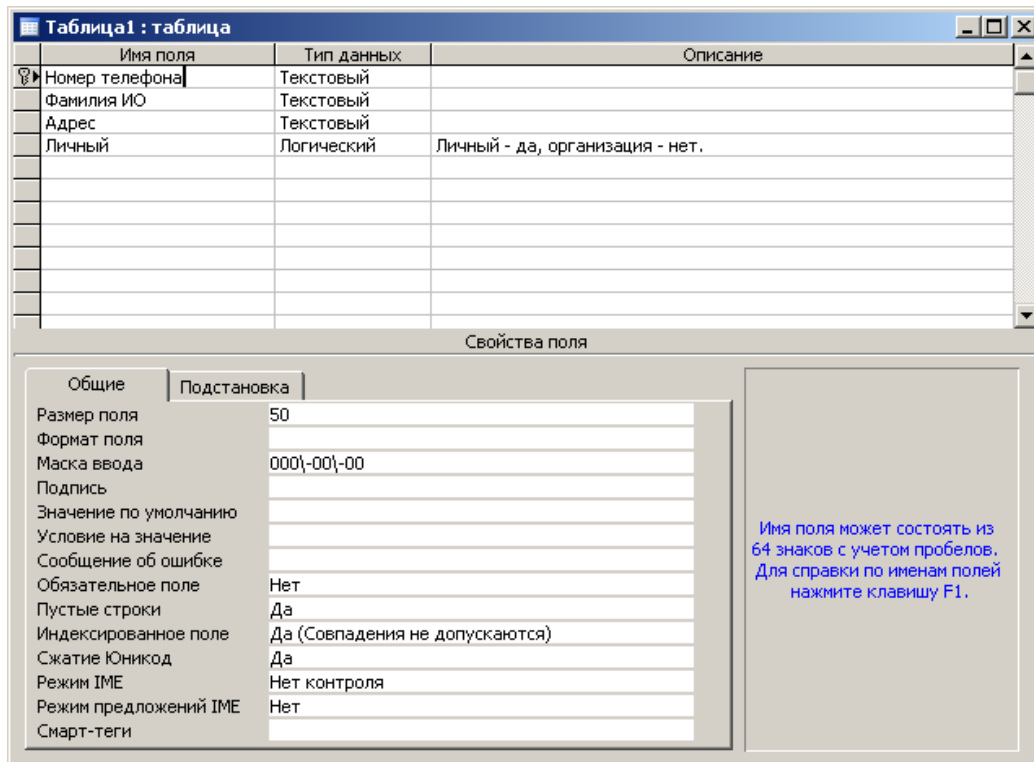 Таблица1 : таблица
Имя поля Тип данных Описание
Номер телефона Текстовый
Фамилия ИО Текстовый
Адрес Текстовый
Личный Логический Личный - да, организация - нет.
Свойства поля
Общие Подстановка
Размер поля 50
Формат поля
Маска ввода 000\-00\-00
Подпись
Значение по умолчанию
Условие на значение
Сообщение об ошибке
Обязательное поле Нет
Пустые строки Да
Индексированное поле Да (Совпадения не допускаются)
Сжатие Юникод Да
Режим IME Нет контроля
Режим предложений IME Нет
Смарт-теги
Имя поля может состоять из
64 знаков с учетом пробелов.
Для справки по именам полей
нажмите клавишу F1.